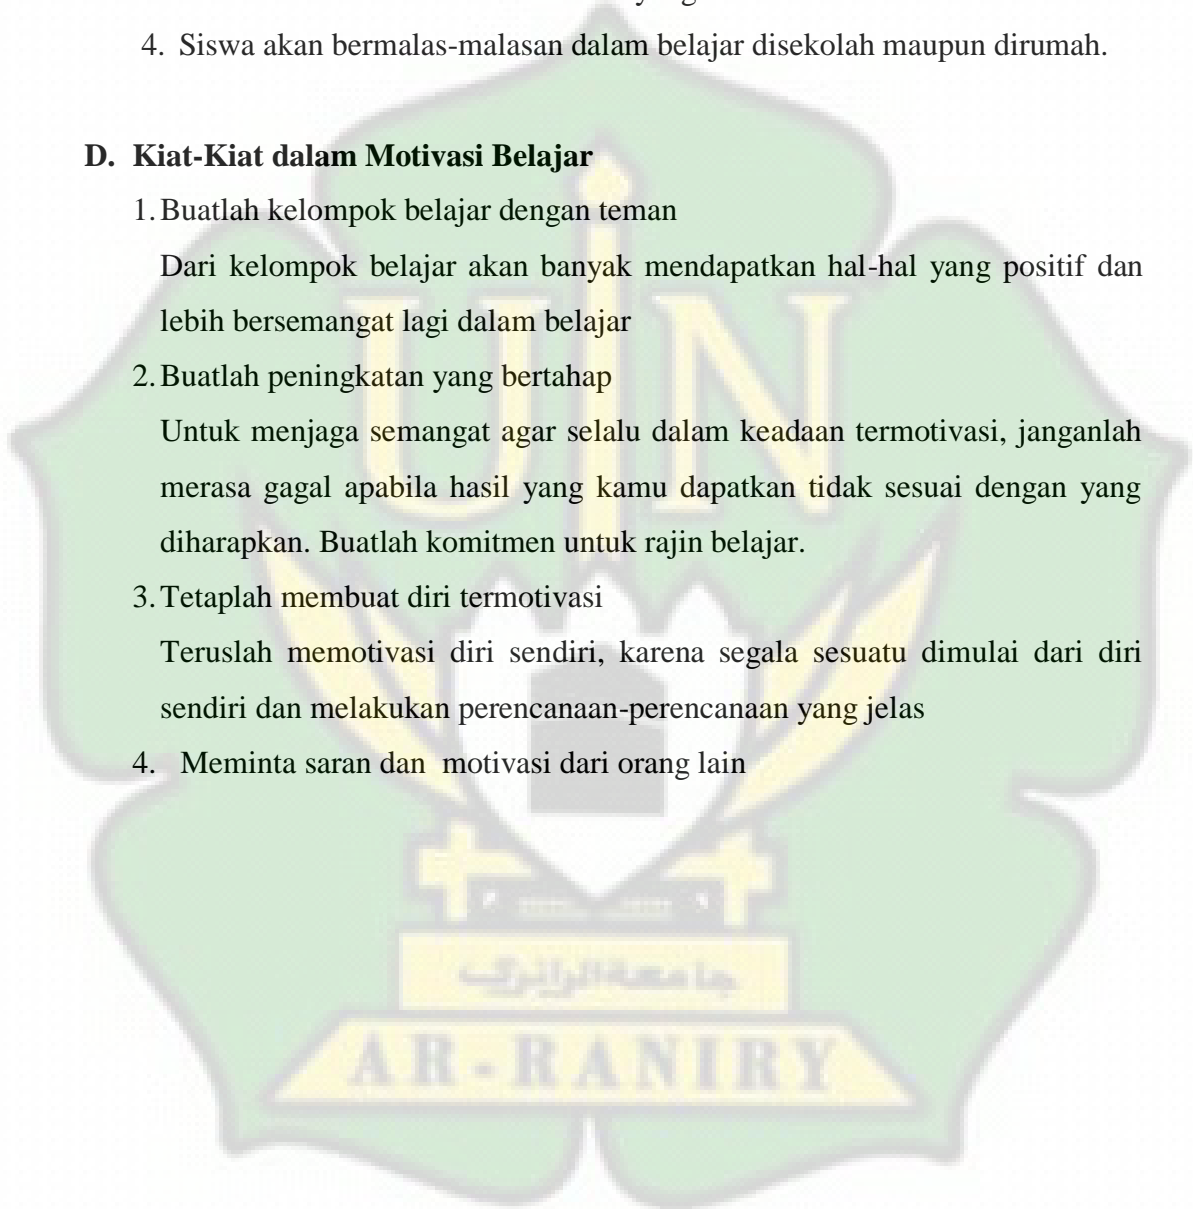 yang
4. Siswa akan bermalas-malasan dalam belajar disekolah maupun dirumah.
D. Kiat-Kiat dalam Motivasi Belajar
1. Buatlah kelompok belajar dengan teman
Dari kelompok belajar akan banyak mendapatkan hal-hal yang positif dan
lebih bersemangat lagi dalam belajar
2. Buatlah peningkatan yang bertahap
Untuk menjaga semangat agar selalu dalam keadaan termotivasi, janganlah
merasa gagal apabila hasil yang kamu dapatkan tidak sesuai dengan yang
diharapkan. Buatlah komitmen untuk rajin belajar.
3. Tetaplah membuat diri termotivasi
Teruslah memotivasi diri sendiri, karena segala sesuatu dimulai dari diri
sendiri dan melakukan perencanaan-perencanaan yang jelas
4. Meminta saran dan motivasi dari orang lain
UIN
جامعة الرانرك
AR-RANIRY